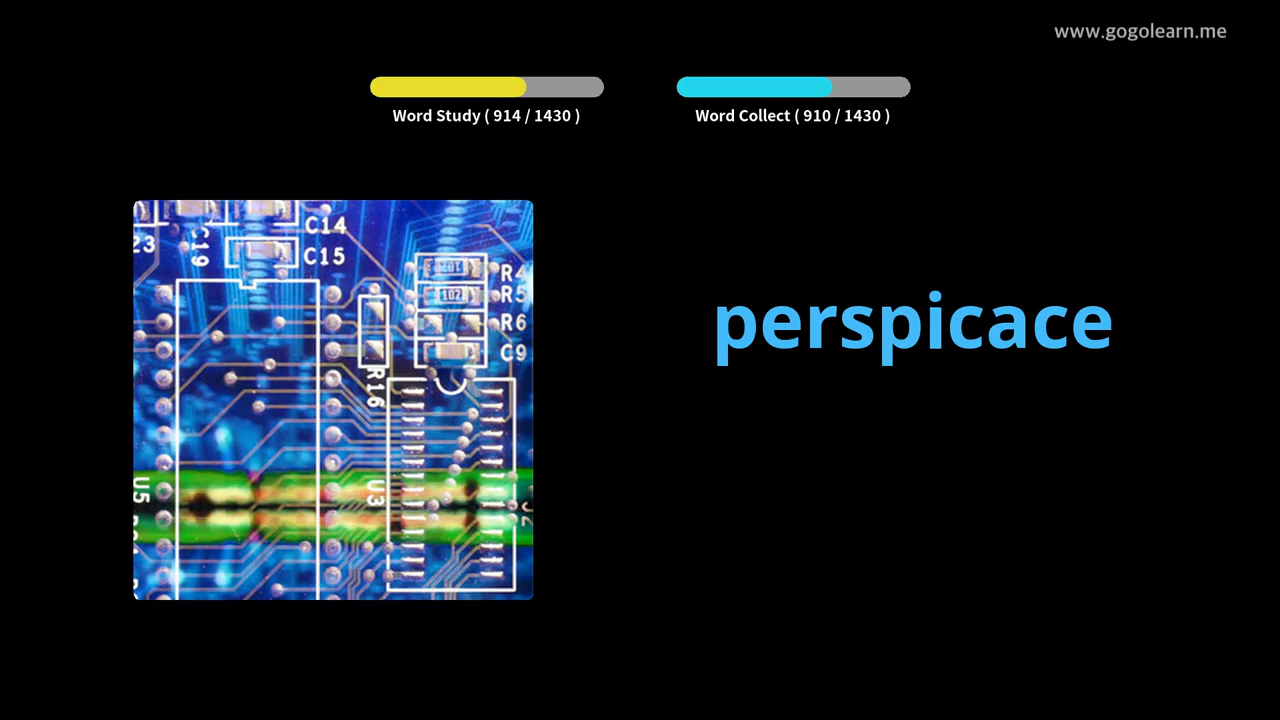 www.gogolearn.me
Word Study ( 914 / 1430 )
Word Collect ( 910 / 1430 )
perspicace
23
C19
C14
C15
R4
R5
R6
C9
102
R16
U5
U3